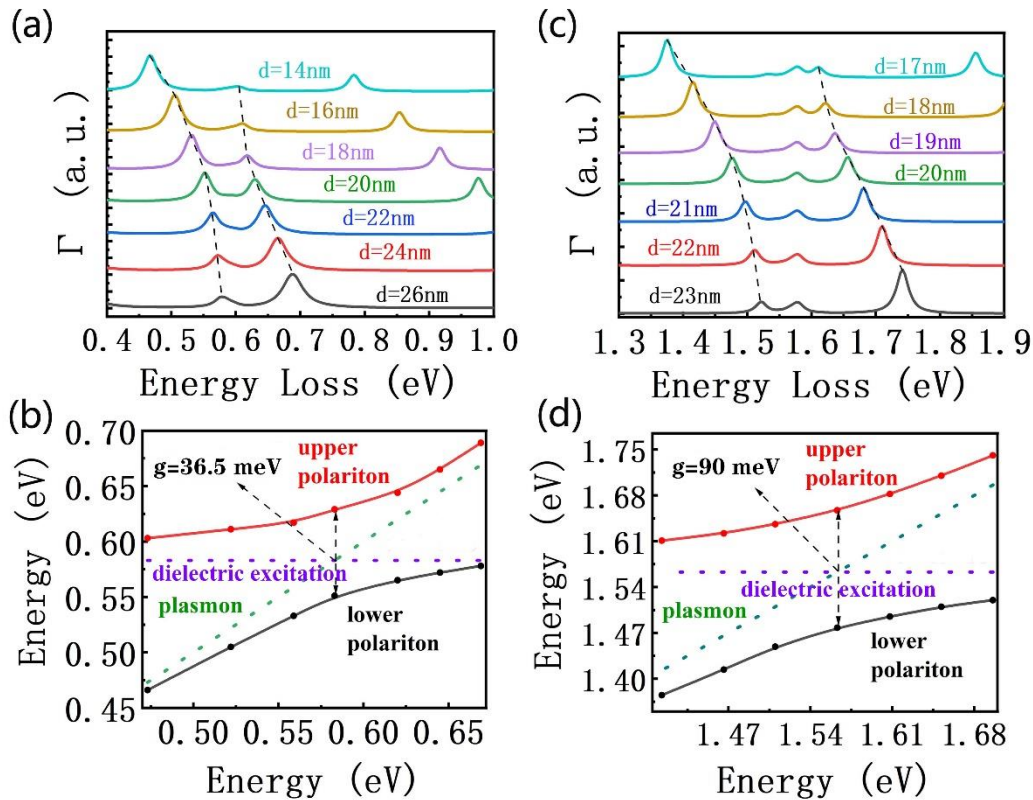 (a)
Γ (a. u.)
d=14nm
d=16nm
d=18nm
d=20nm
d=22nm
d=24nm
d=26nm
0.4 0.5 0.6 0.7 0.8 0.9 1.0
Energy Loss (eV)
(c)
Γ (a. u.)
d=17nm
d=18nm
d=19nm
d=20nm
d=21nm
d=22nm
d=23nm
1.3 1.4 1.5 1.6 1.7 1.8 1.9
Energy Loss (eV)
(b)
Energy (eV)
0.70
0.65
0.60
0.55
0.50
0.45
g=36.5 meV
upper
polariton
dielectric excitation
plasmon
lower
polariton
0.50 0.55 0.60 0.65
Energy (eV)
(d)
Energy (eV)
1.75
1.68
1.61
1.54
1.47
1.40
g=90 meV
upper
polariton
dielectric excitation
plasmon
lower
polariton
1.47 1.54 1.61 1.68
Energy (eV)